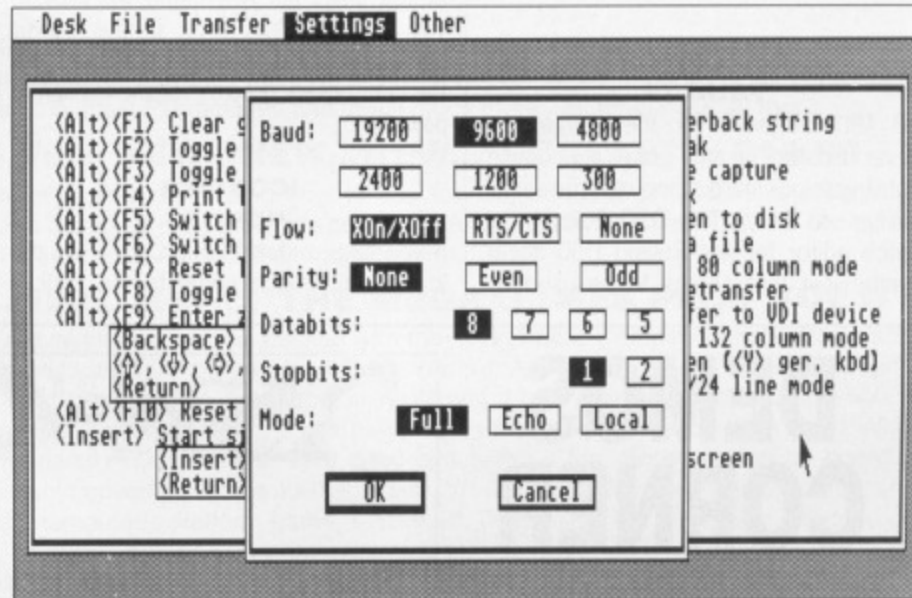 Desk File Transfer Settings Other
<Alt><F1> Clear
<Alt><F2> Toggle
<Alt><F3> Toggle
<Alt><F4> Print
<Alt><F5> Switch
<Alt><F6> Switch
<Alt><F7> Reset
<Alt><F8> Toggle
<Alt><F9> Enter
<Backspace>
<⇧>, <⇩>, <⇧>,
<Return>
<Alt><F10> Reset
<Insert> Start
<Insert>
<Return>
Baud: 19200 9600 4800
2400 1200 300
Flow: XOn/XOff RTS/CTS None
Parity: None Even Odd
Databits: 8 7 6 5
Stopbits: 1 2
Mode: Full Echo Local
OK Cancel
erback string
ak
e capture
k
en to disk
a file
80 column mode
etransfer
fer to VDI device
132 column mode
en (<Y> ger. kbd)
/24 line mode
screen